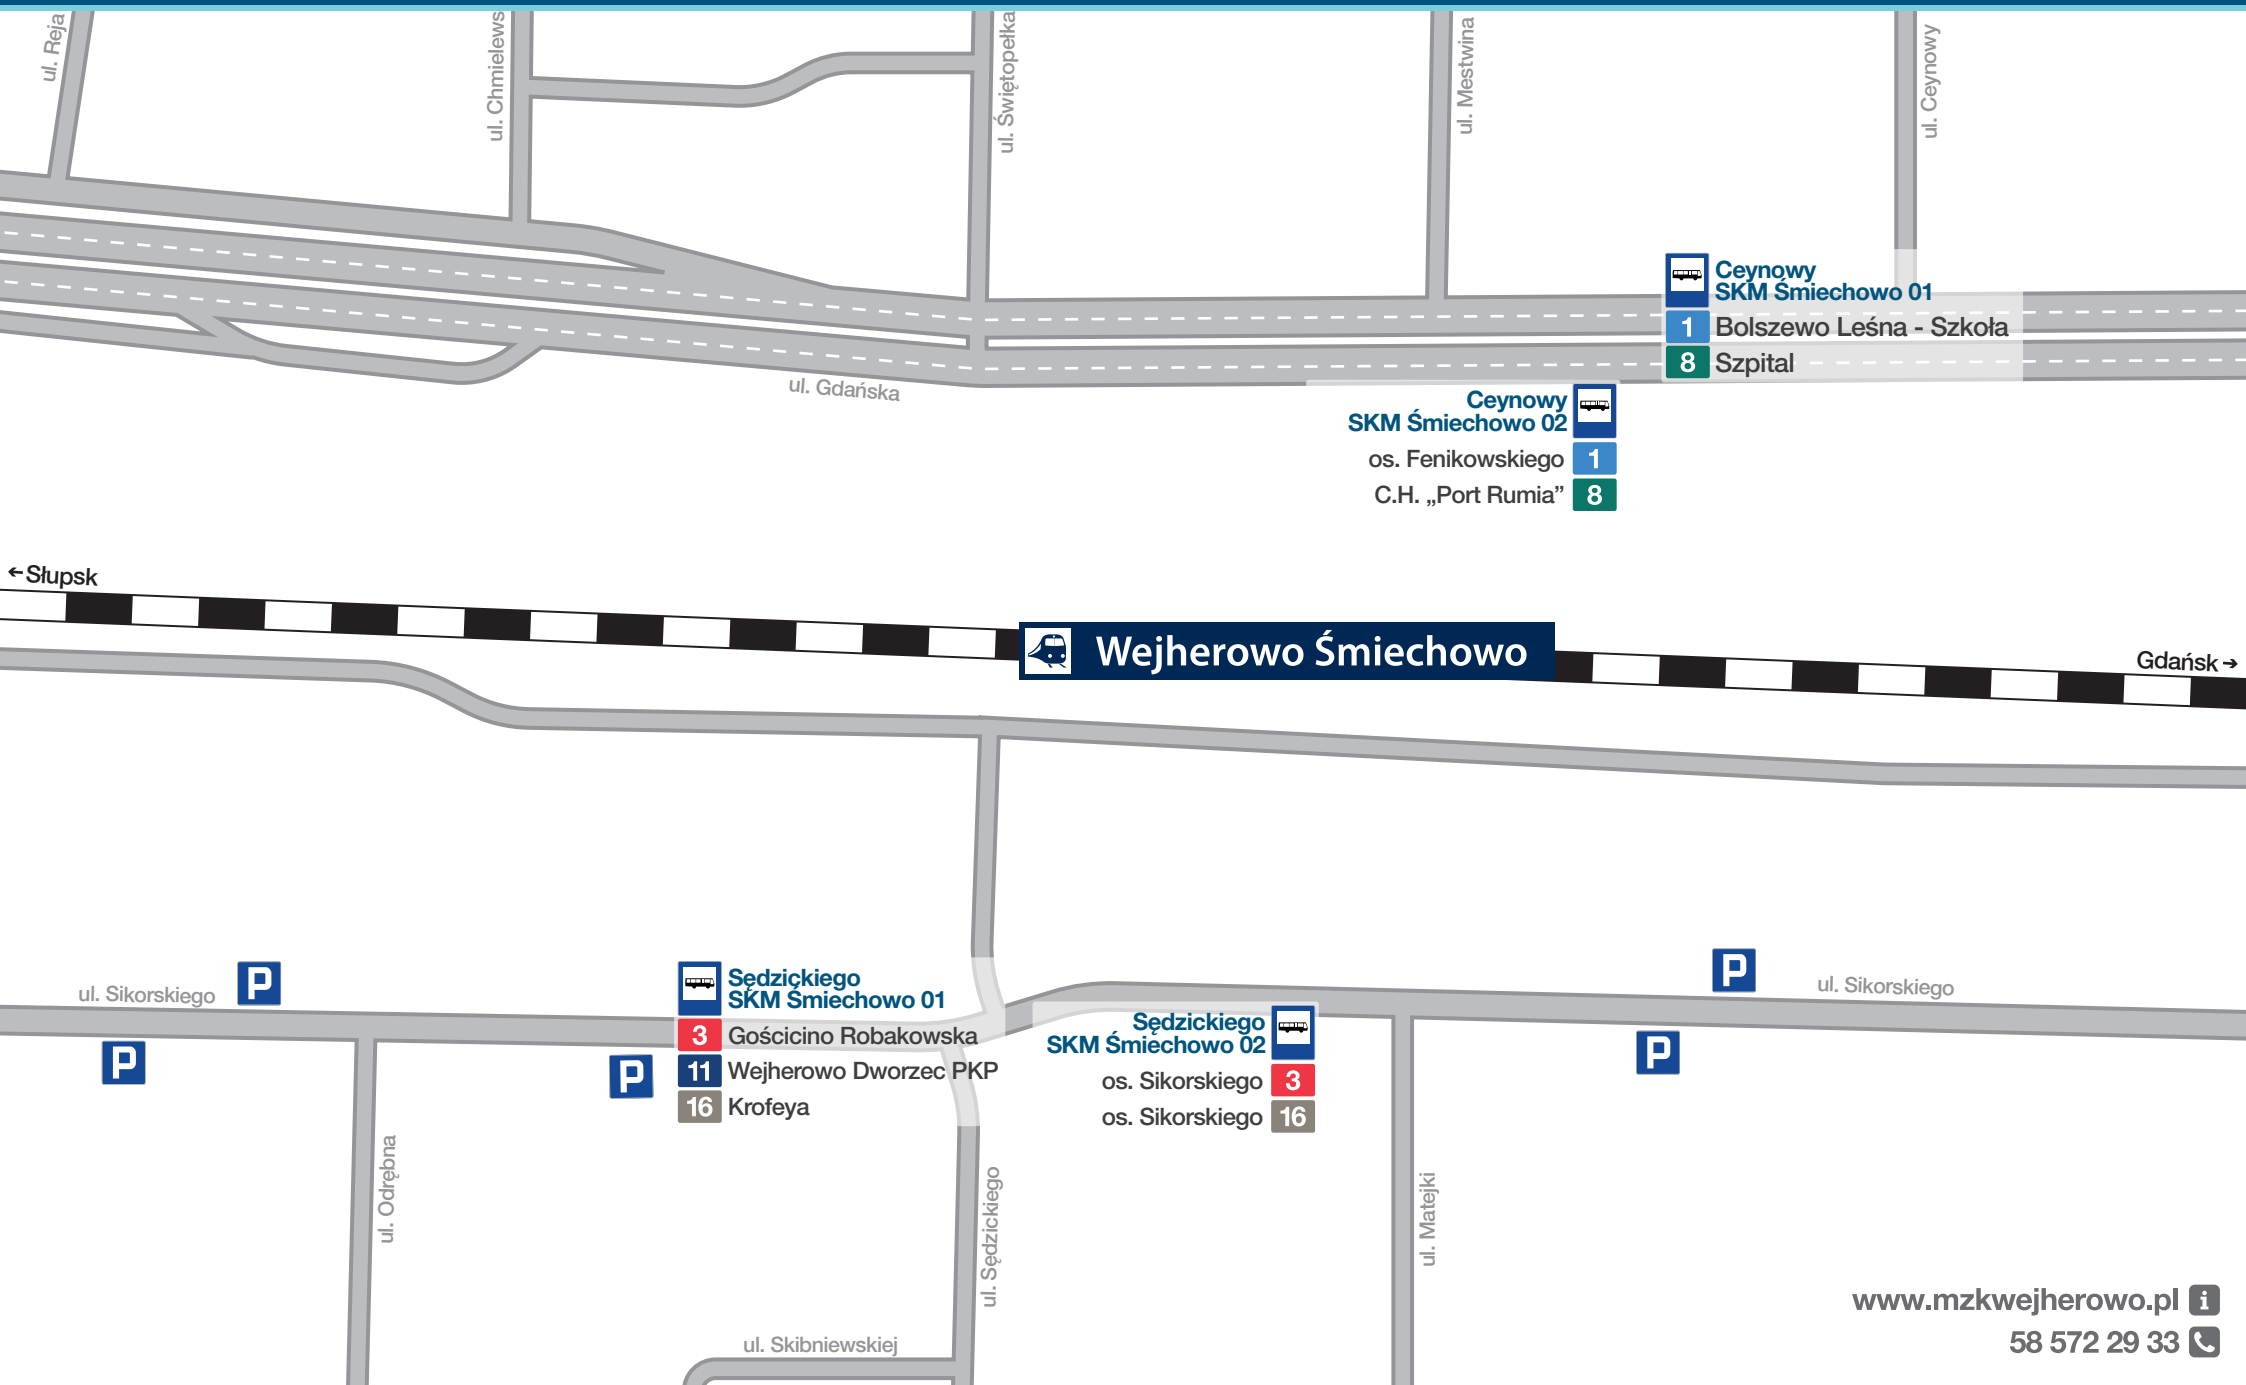 ul. Reja
ul. Chmielews
ul. Świętopełka
ul. Mestwina
ul. Ceynowy
Ceynowy
SKM Śmiechowo 01
1 Bolszewo Leśna - Szkoła
8 Szpital
ul. Gdańska
Ceynowy
SKM Śmiechowo 02
os. Fenikowskiego 1
C.H. „Port Rumia” 8
←Słupsk
Wejherowo Śmiechowo
Gdańsk→
ul. Sikorskiego
P
P
P
Sędzickiego
SKM Śmiechowo 01
3 Gościcino Robakowska
11 Wejherowo Dworzec PKP
16 Krofeya
Sędzickiego
SKM Śmiechowo 02
os. Sikorskiego 3
os. Sikorskiego 16
P
P
ul. Sikorskiego
ul. Odrębna
ul. Sędzickiego
ul. Matejki
ul. Skibniewskiej
www.mzkwejherowo.pl i
58 572 29 33